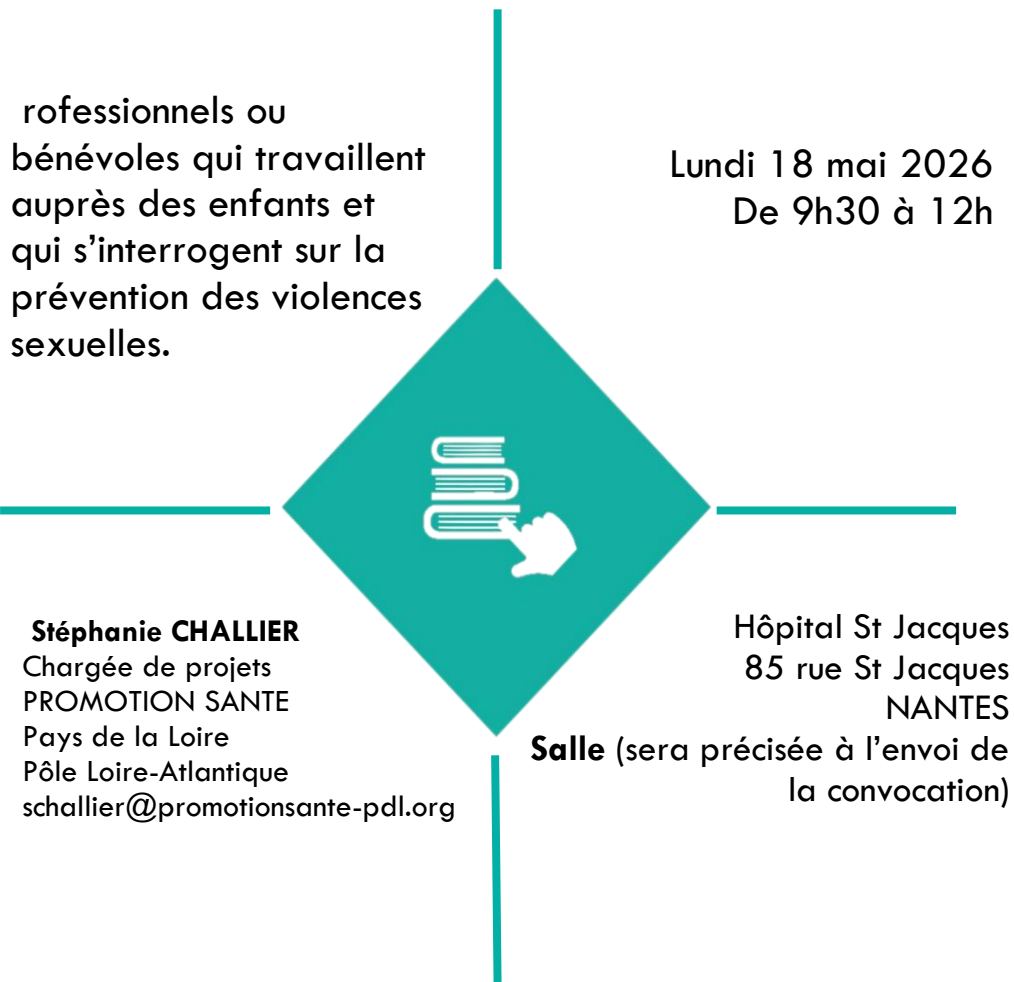 rofessionnels ou
bénévoles qui travaillent
auprès des enfants et
qui s'interrogent sur la
prévention des violences
sexuelles.
Lundi 18 mai 2026
De 9h30 à 12h
Stéphanie CHALLIER
Chargée de projets
PROMOTION SANTE
Pays de la Loire
Pôle Loire-Atlantique
schallier@promotionsante-pdl.org
Hôpital St Jacques
85 rue St Jacques
NANTES
Salle (sera précisée à l'envoi de
la convocation)